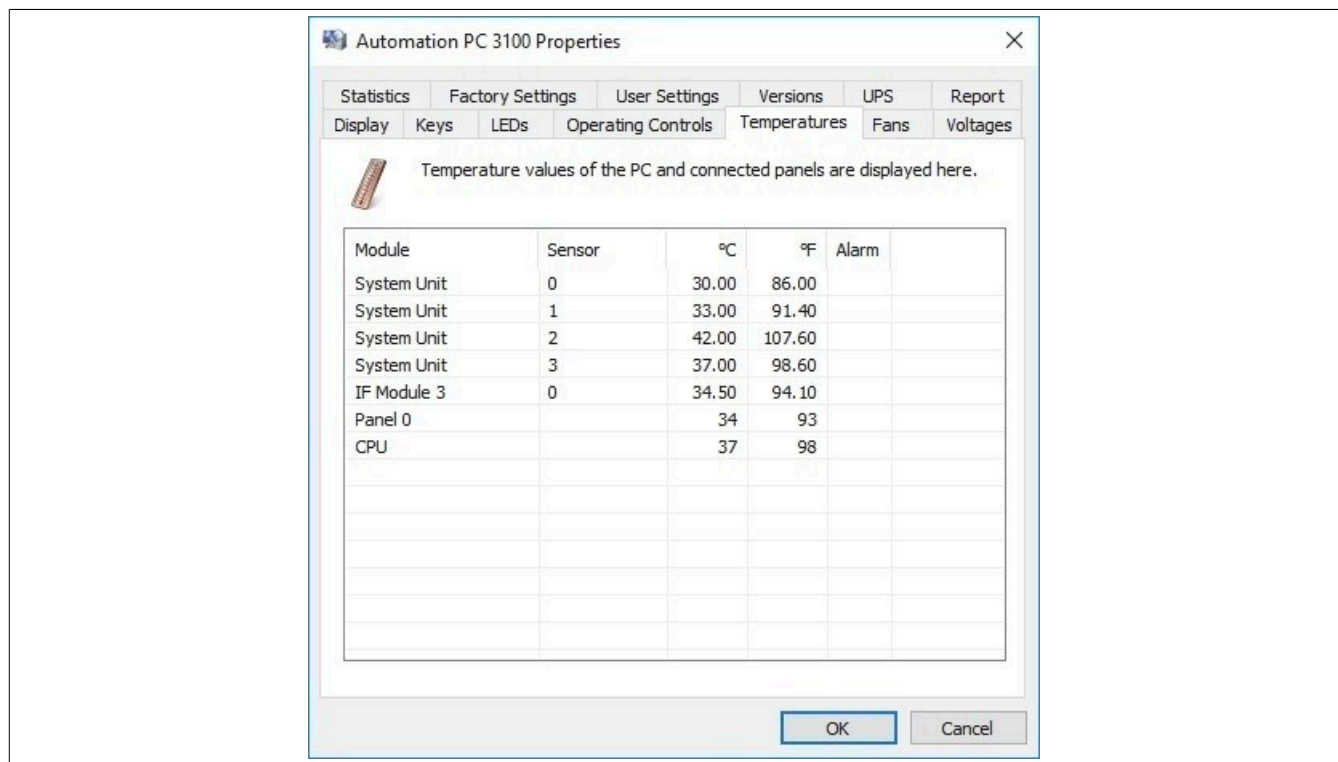 Automation PC 3100 Properties
Statistics Factory Settings User Settings Versions UPS Report
Display Keys LEDs Operating Controls Temperatures Fans Voltages
Temperature values of the PC and connected panels are displayed here.
Module Sensor °C °F Alarm
System Unit 0 30.00 86.00
System Unit 1 33.00 91.40
System Unit 2 42.00 107.60
System Unit 3 37.00 98.60
IF Module 3 0 34.50 94.10
Panel 0 34 93
CPU 37 98
OK Cancel